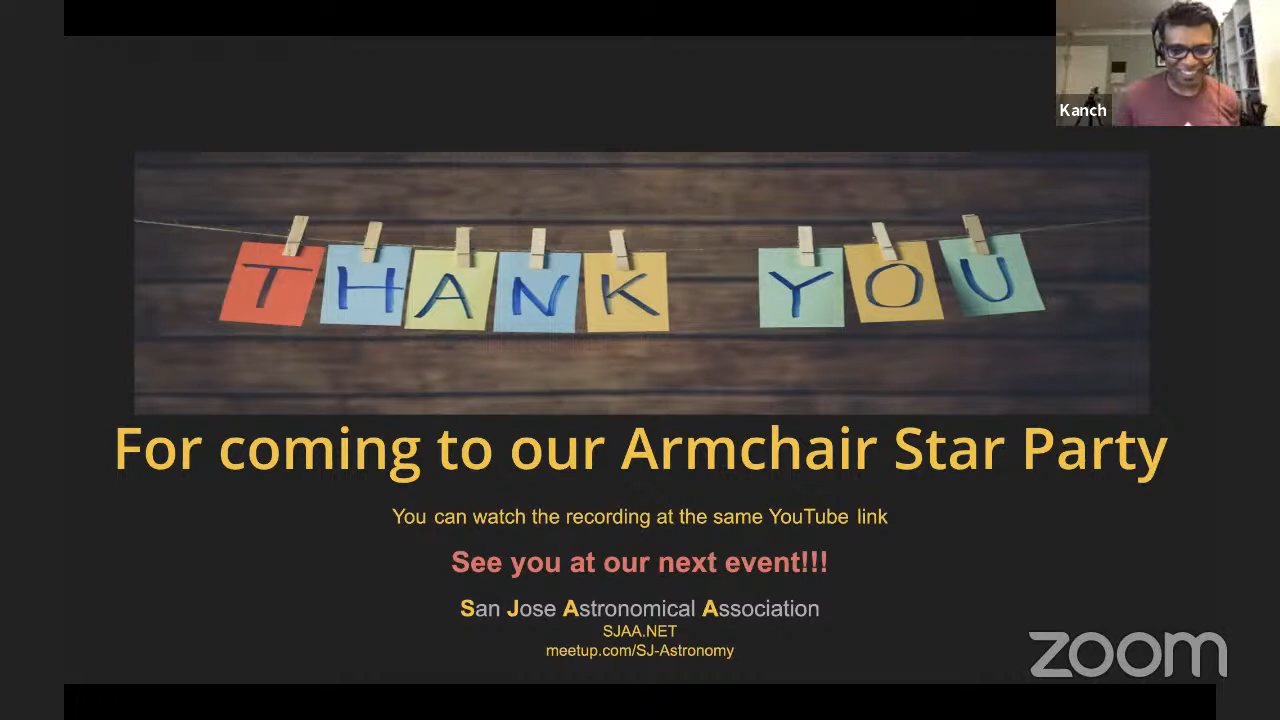 Kanch
THANK YOU
For coming to our Armchair Star Party
You can watch the recording at the same YouTube link
See you at our next event!!!
San Jose Astronomical Association
SJAA.NET
meetup.com/SJ-Astronomy
zoom